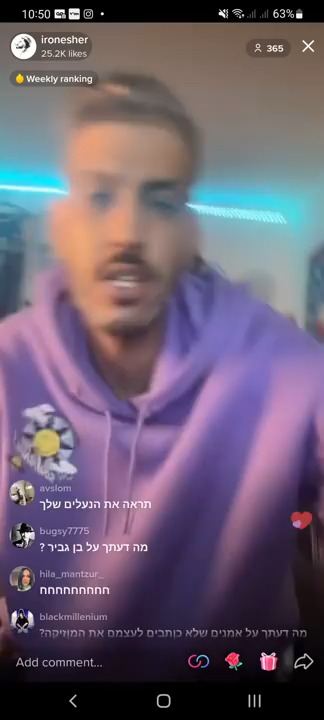 10:50
63%
ironesher
25.2K likes
365
Weekly ranking
avslom
תראה את הנעלים שלך
bugsy7775
מה דעתך על בן גביר ?
hila_mantzur_
חחחחחחחחח
blackmillenium
מה דעתך על אמנים שלא כותבים לעצמם את המוזיקה?
Add comment...